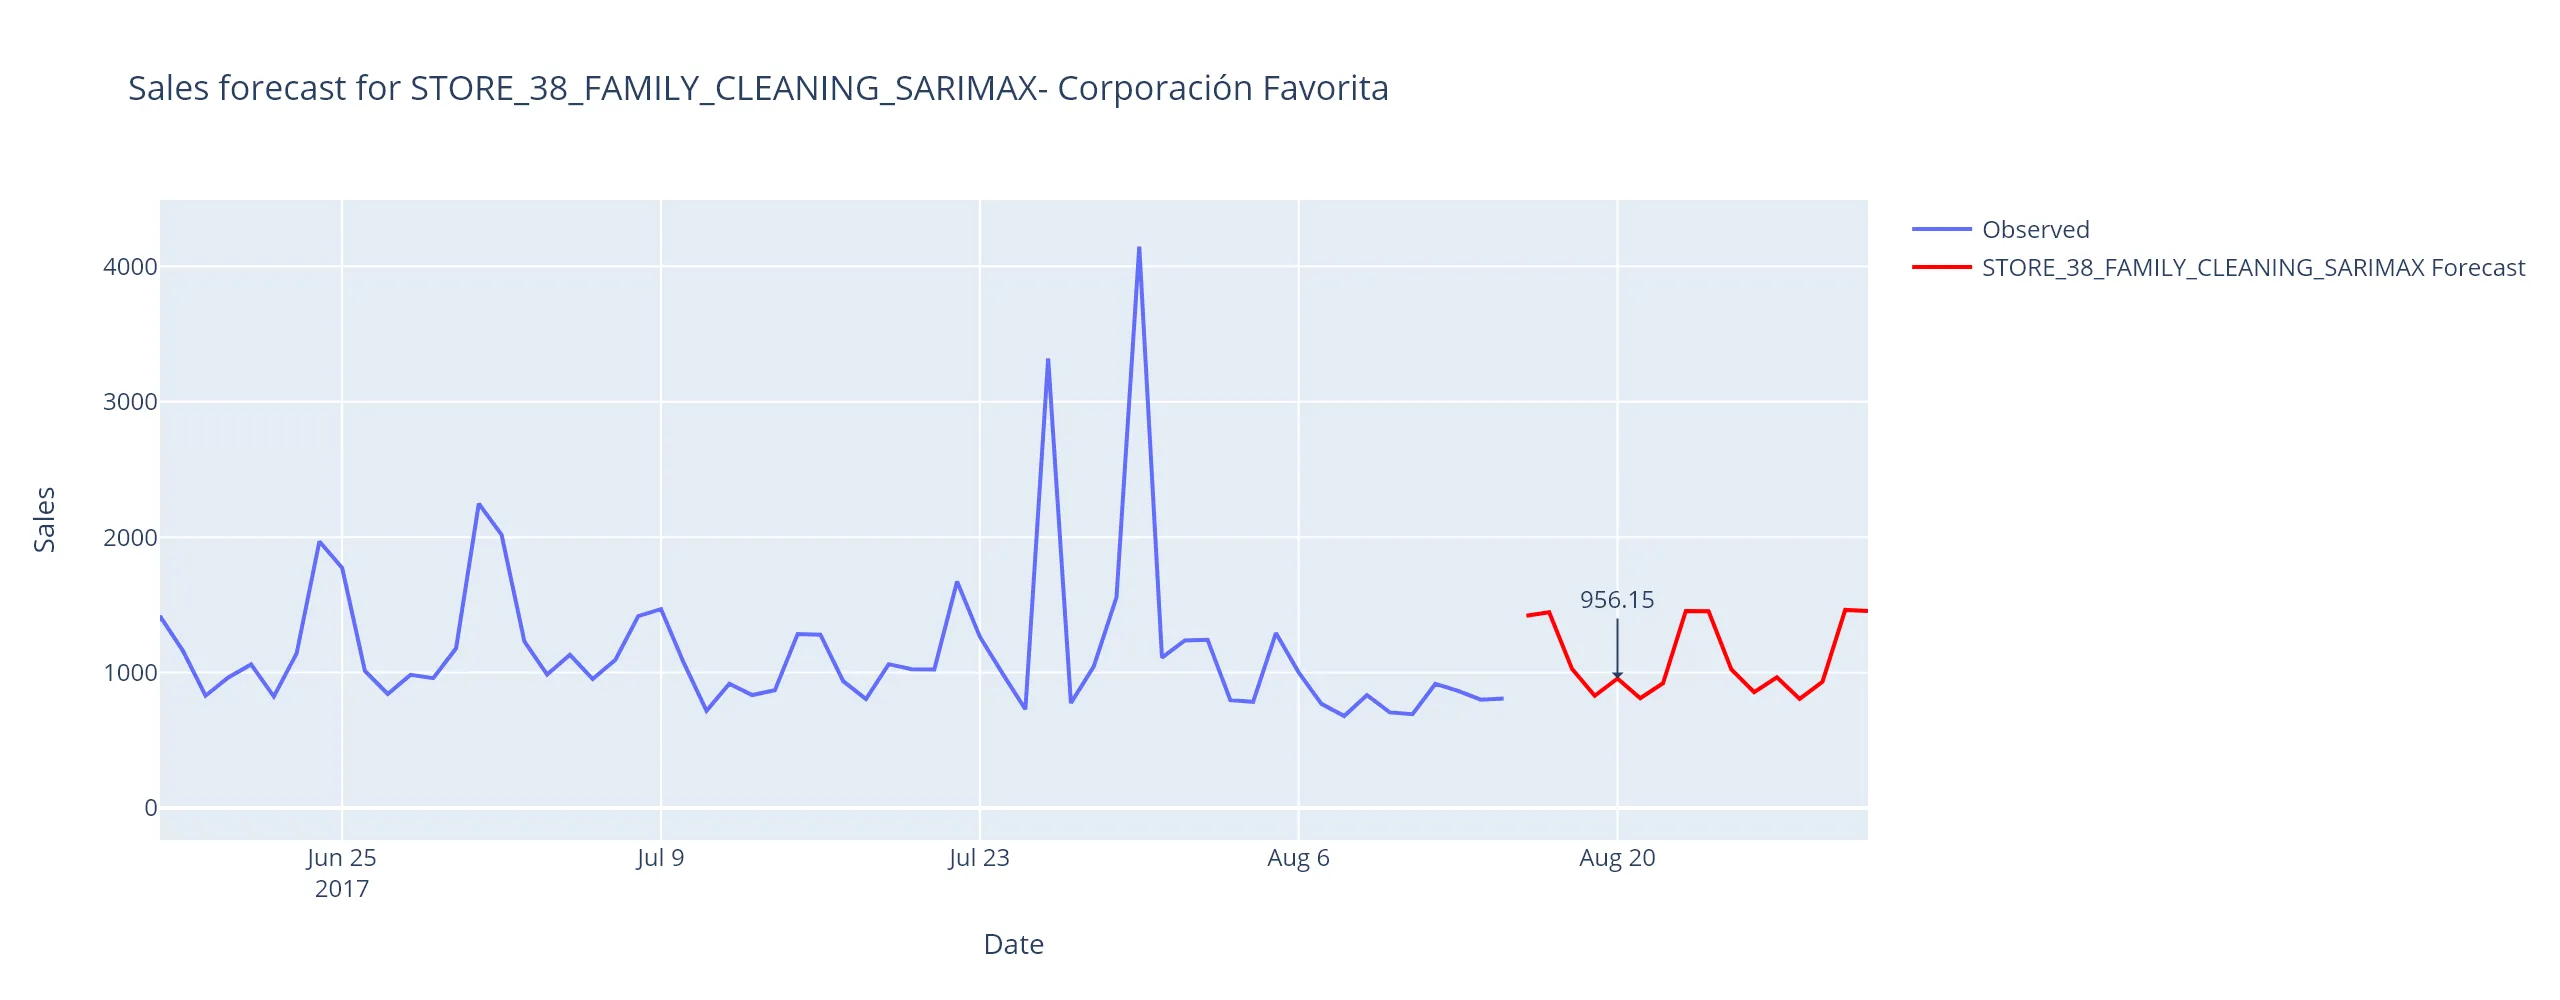 Sales forecast for STORE_38_FAMILY_CLEANING_SARIMAX- Corporación Favorita
Observed
STORE_38_FAMILY_CLEANING_SARIMAX Forecast
4000
3000
2000
1000
0
Sales
956.15
Jun 25
2017
Jul 9
Jul 23
Aug 6
Aug 20
Date